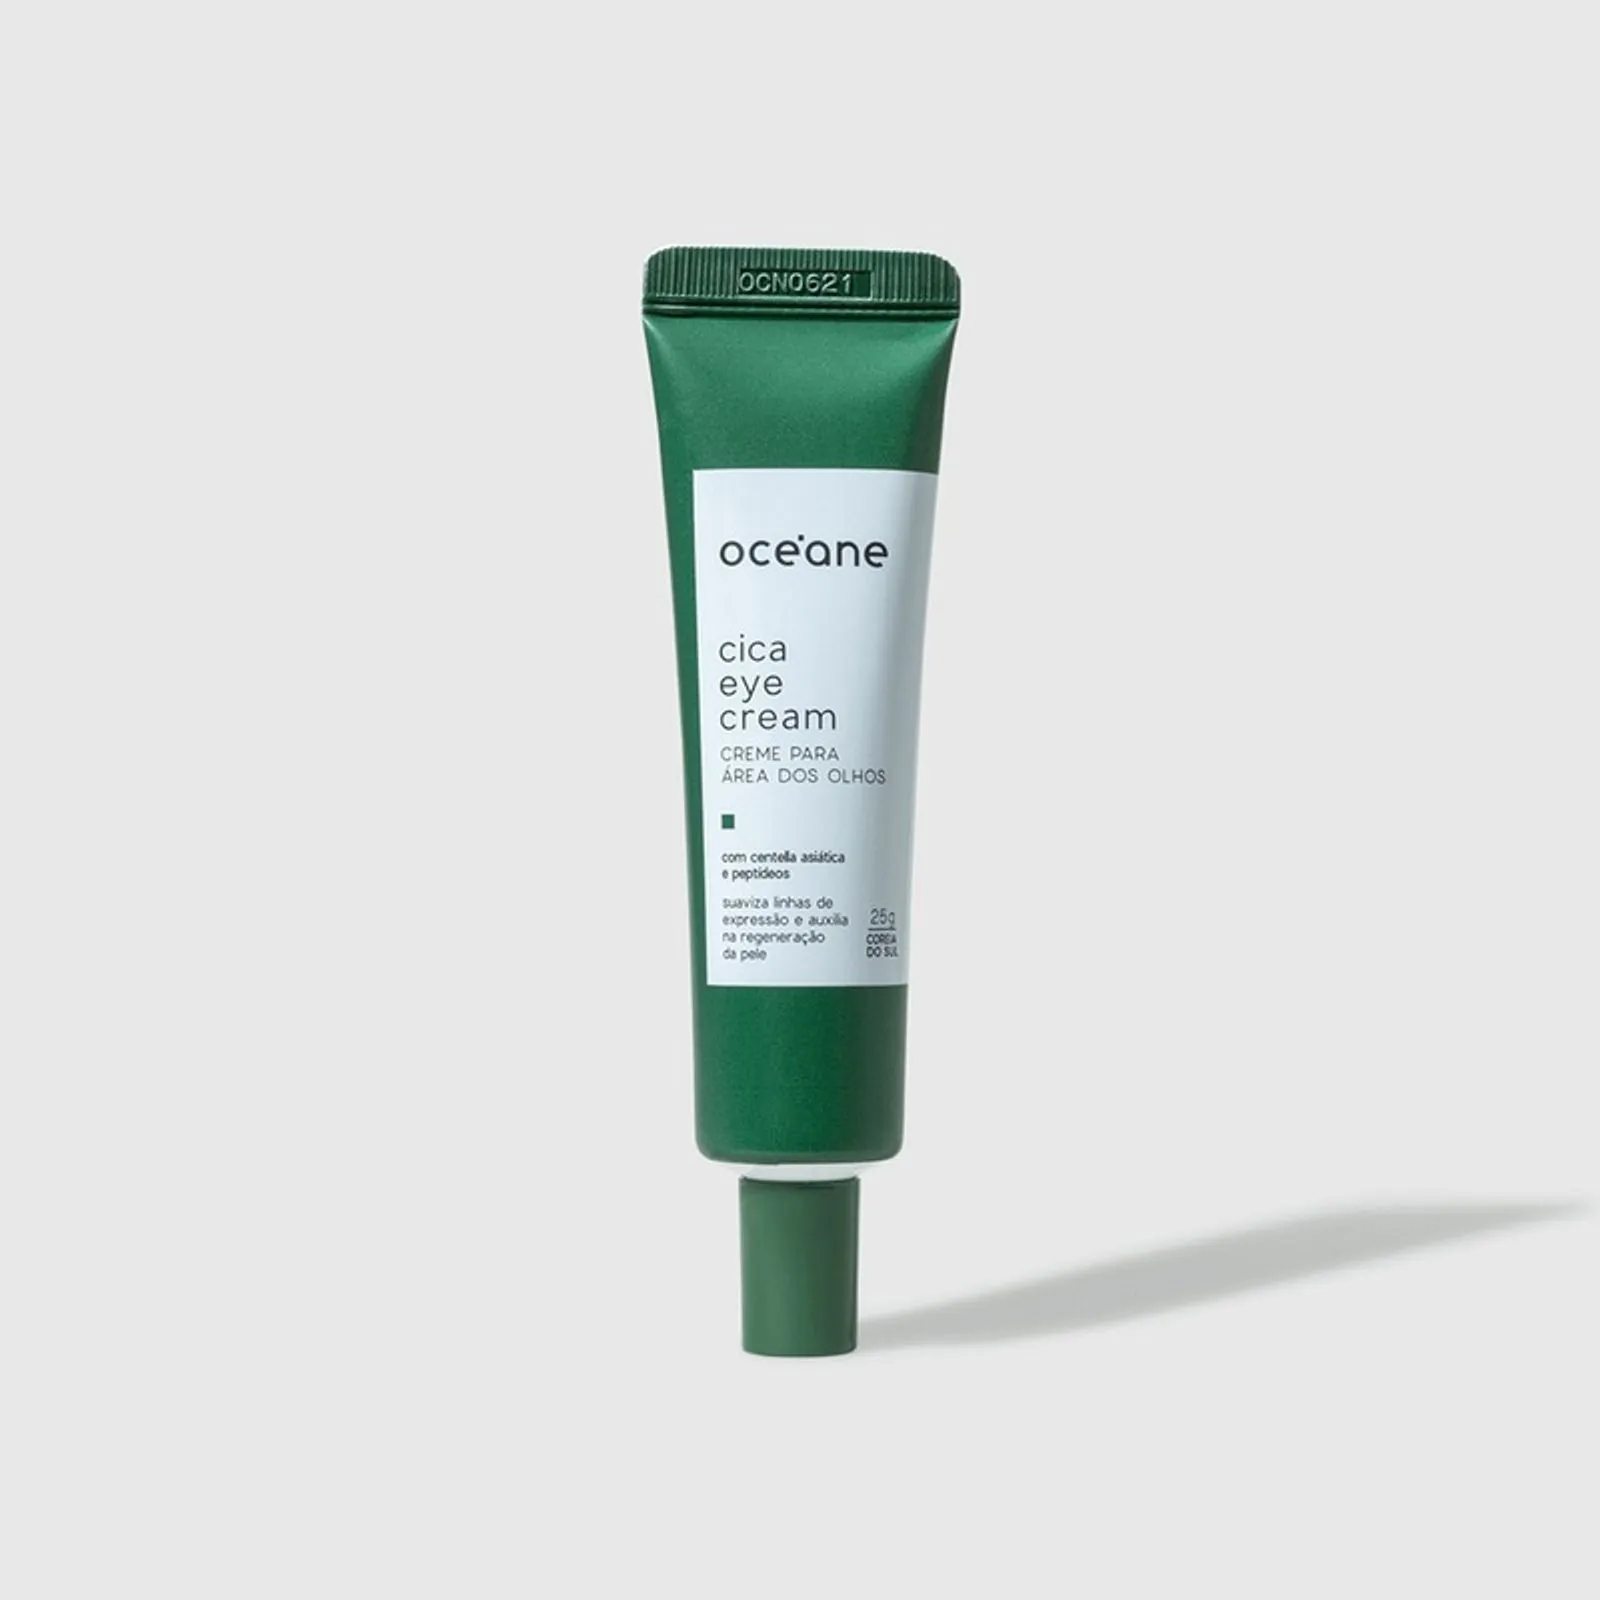 OCN0621
océane
cica
eye
cream
CREME PARA
ÁREA DOS OLHOS
com centella asiática
e peptídeos
suaviza linhas de
expressão e auxilia
na regeneração
da pele
25g
COREIA
DO SUL